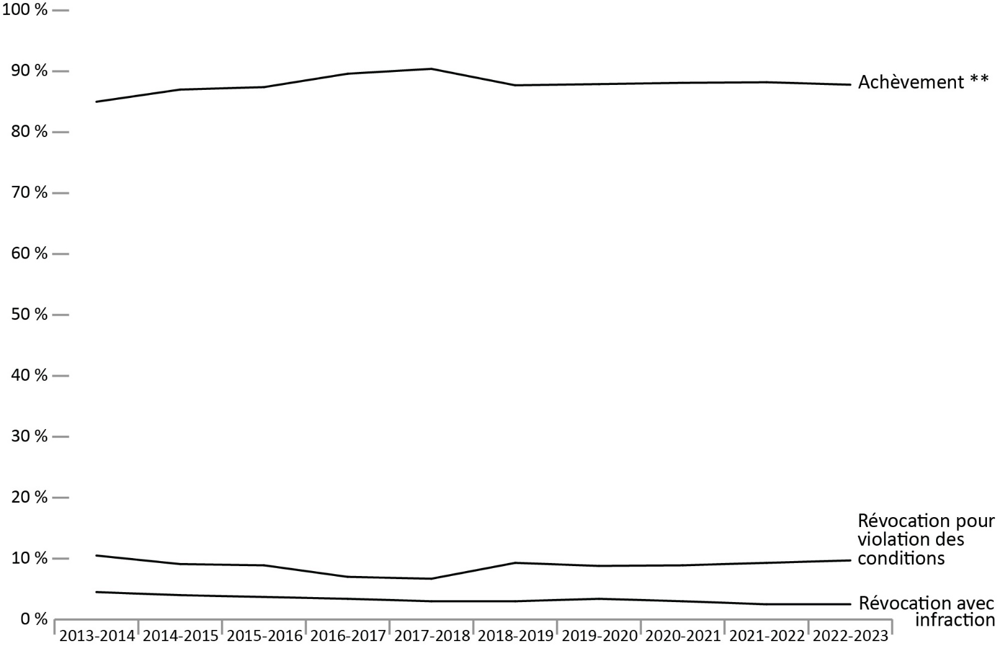 100 %
90 %
Achèvement **
80 %
70 %
60 %
50 %
40 %
30 %
20 %
Révocation pour
violation des
conditions
10 %
Révocation avec
infraction
0 %
2013-2014 2014-2015 2015-2016 2016-2017 2017-2018 2018-2019 2019-2020 2020-2021 2021-2022 2022-2023